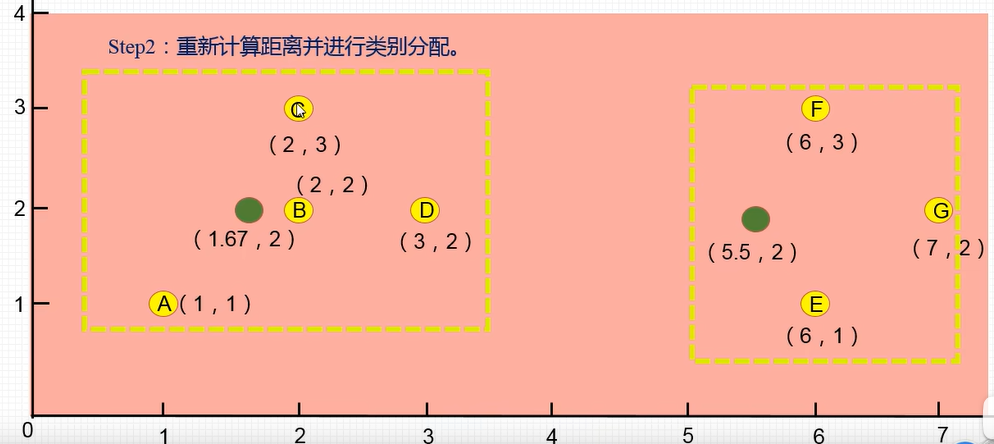 4
Step2：重新计算距离并进行类别分配。
3
C
F
（2，3）
（6，3）
（2，2）
2
B
D
G
（1.67，2）
（3，2）
（5.5，2）
（7，2）
1
A（1，1）
E
（6，1）
0
1
2
3
4
5
6
7